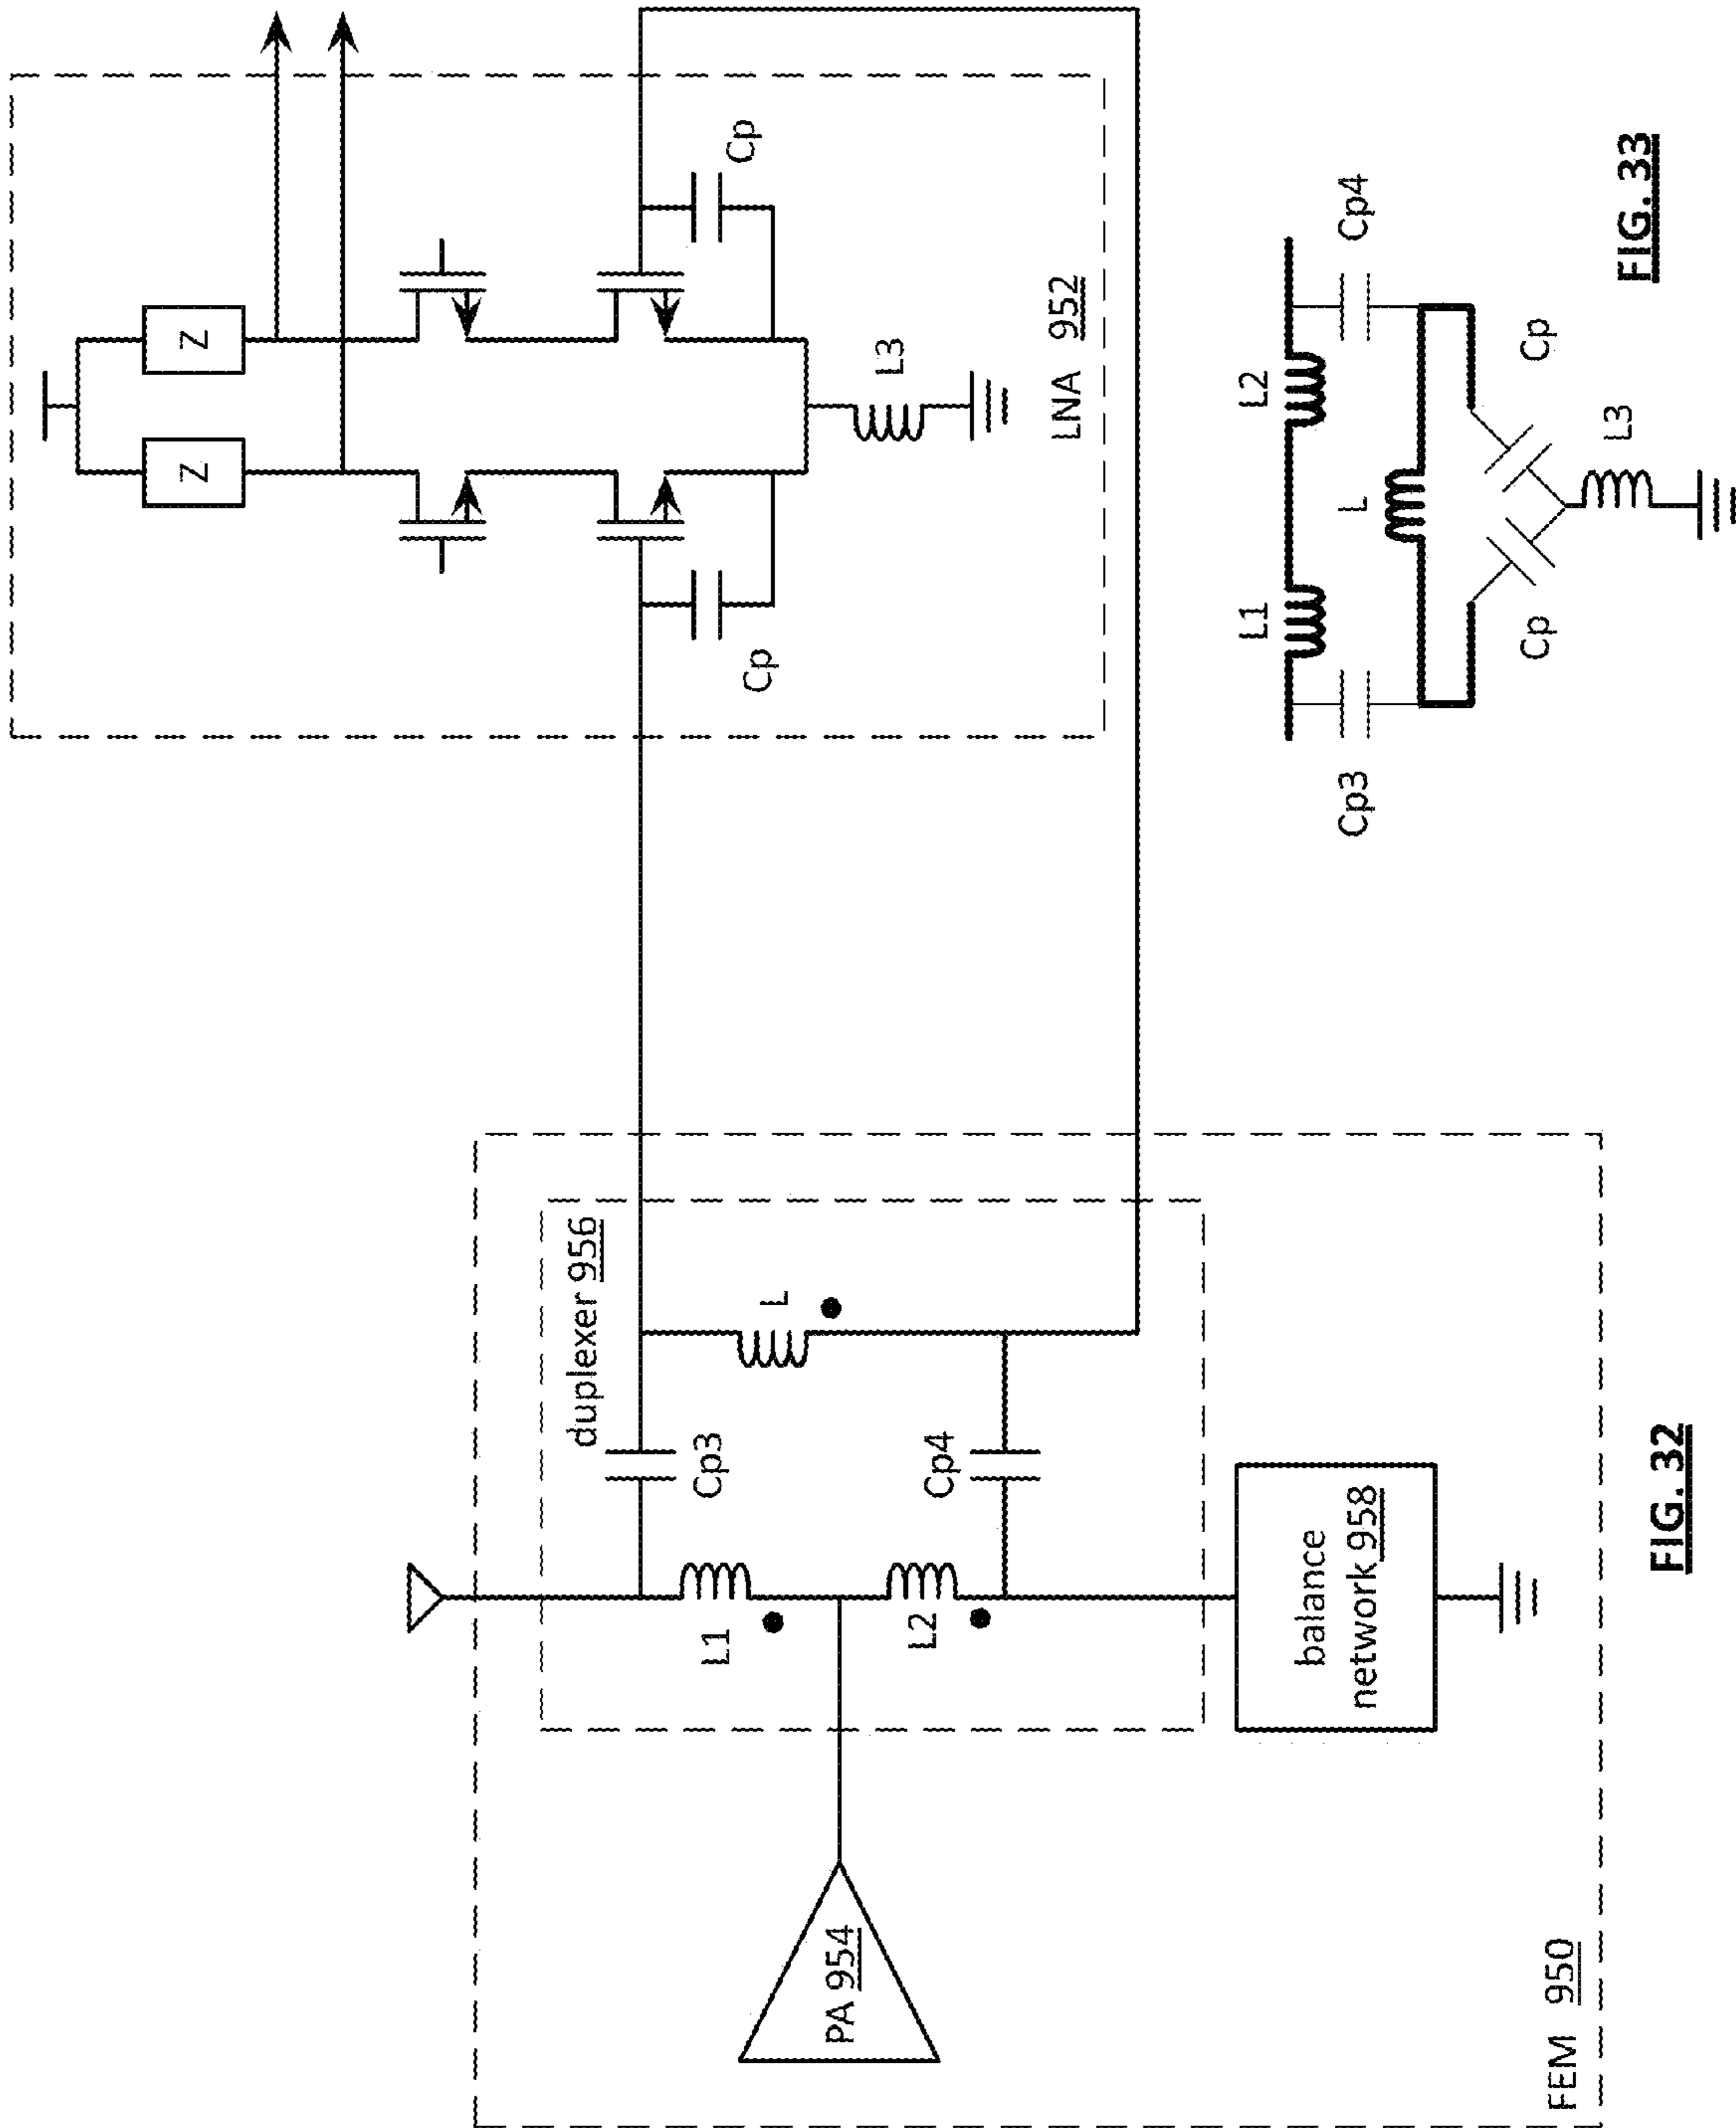 FEM 950
PA 954
duplexer 956
L1
L2
Cp3
Cp4
L
balance
network 958
LNA 952
Z
Z
Cp
Cp
L3
FIG. 32
L1
L2
Cp3
Cp4
L
Cp
Cp
L3
FIG. 33